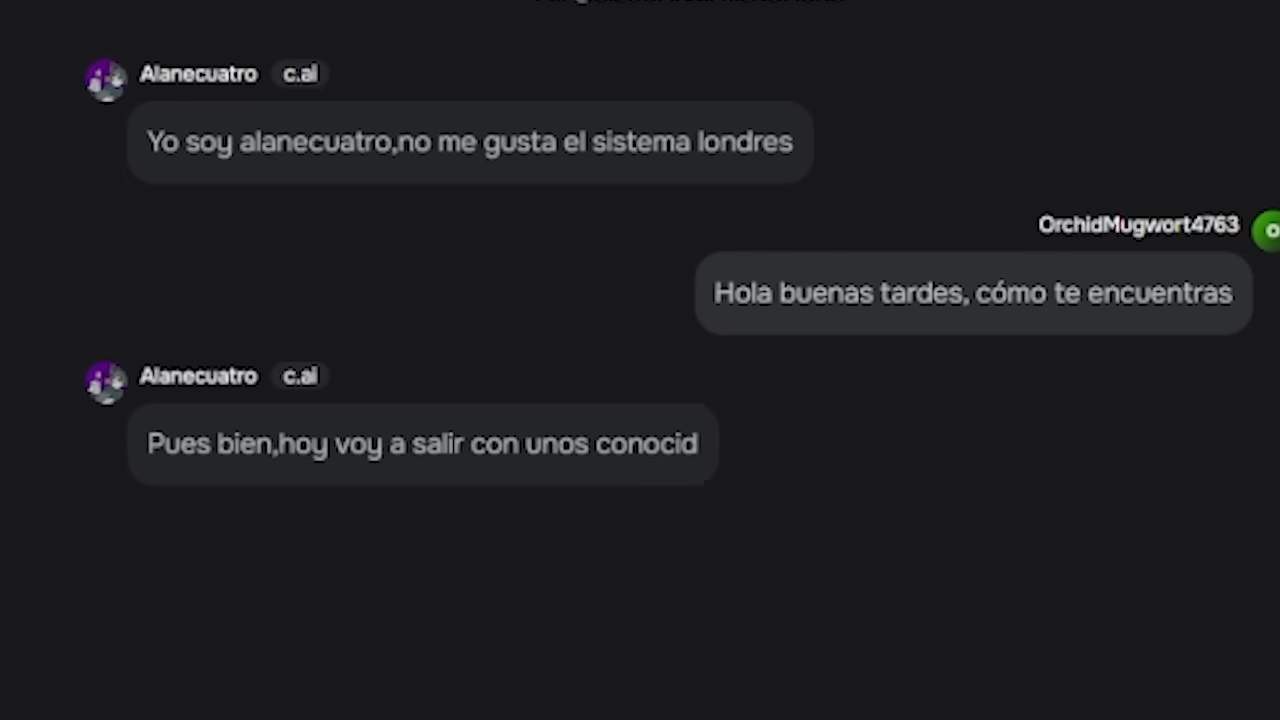 Alanecuatro c.ai
Yo soy alanecuatro,no me gusta el sistema londres
OrchidMugwort4763
O
Hola buenas tardes, cómo te encuentras
Alanecuatro c.ai
Pues bien,hoy voy a salir con unos conocid